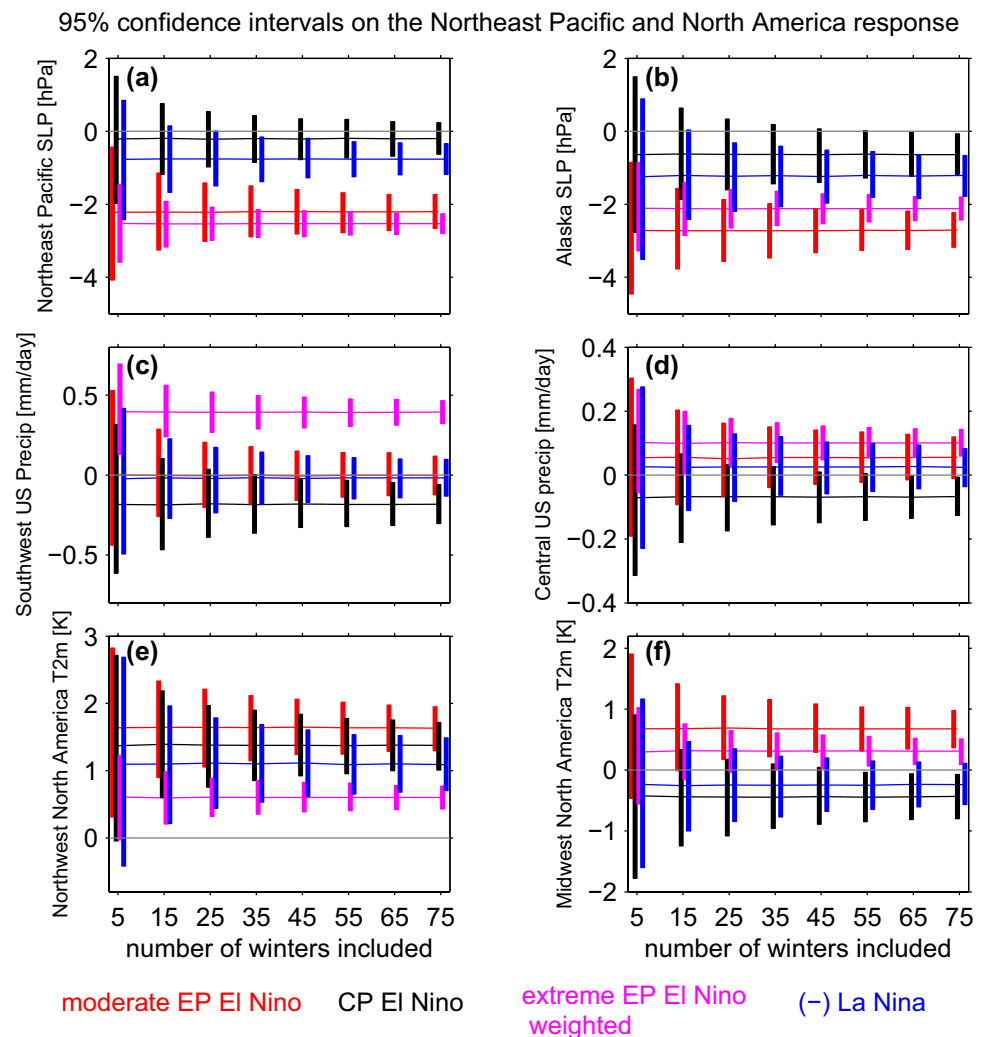 95% confidence intervals on the Northeast Pacific and North America response
(a)
Northeast Pacific SLP [hPa]
2
0
−2
−4
(b)
Alaska SLP [hPa]
2
0
−2
−4
(c)
Southwest US Precip [mm/day]
0.5
0
−0.5
(d)
Central US precip [mm/day]
0.4
0.2
0
−0.2
−0.4
(e)
Northwest North America T2m [K]
3
2
1
0
5 15 25 35 45 55 65 75
number of winters included
(f)
Midwest North America T2m [K]
2
1
0
−1
−2
5 15 25 35 45 55 65 75
number of winters included
moderate EP El Nino
CP El Nino
extreme EP El Nino
weighted
(−) La Nina